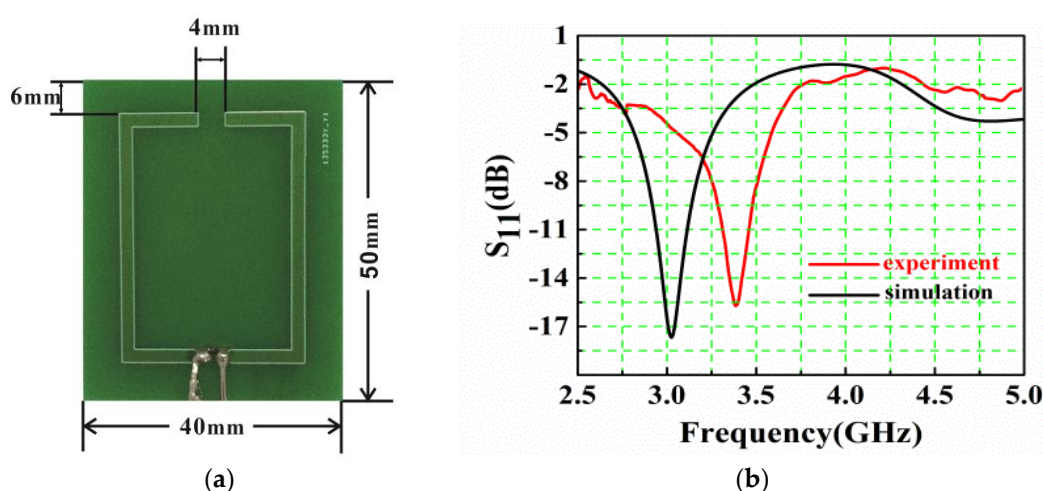 4mm
6mm
50mm
40mm
(a)
1
-2
-5
-8
-11
-14
-17
S11(dB)
experiment
simulation
2.5 3.0 3.5 4.0 4.5 5.0
Frequency(GHz)
(b)